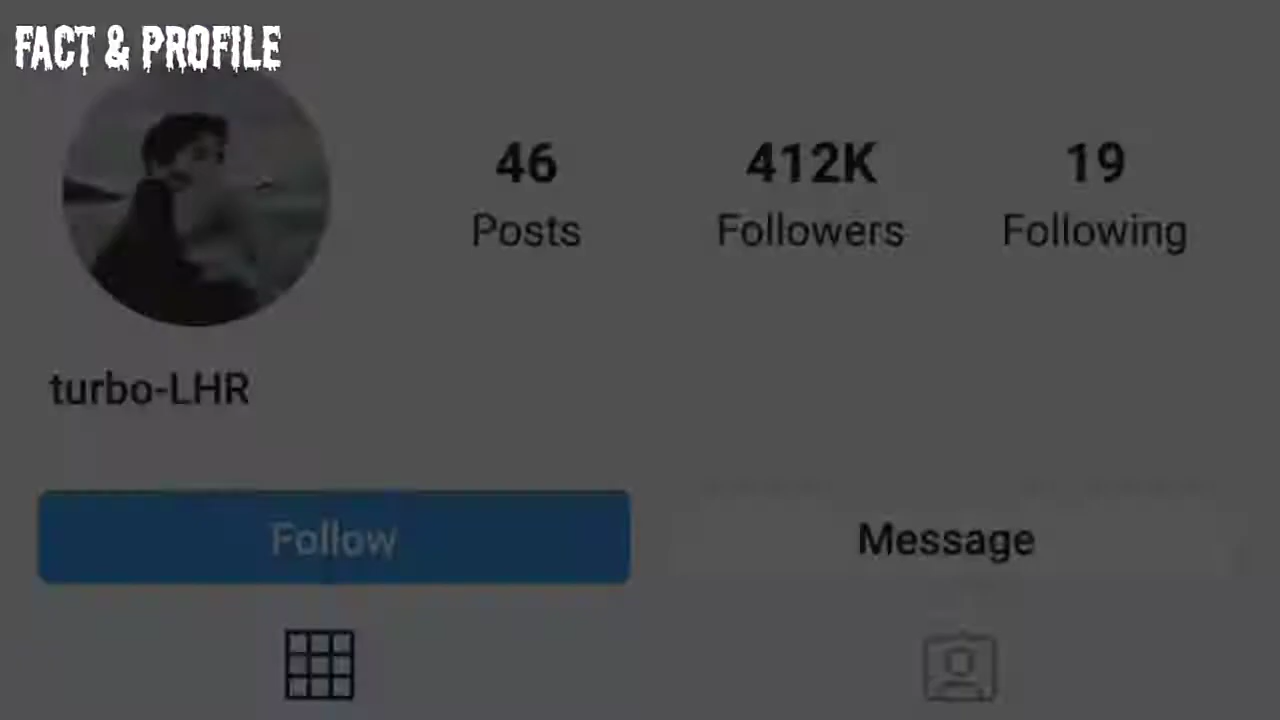 FACT & PROFILE
46 412K 19
Posts Followers Following
turbo-LHR
Follow Message